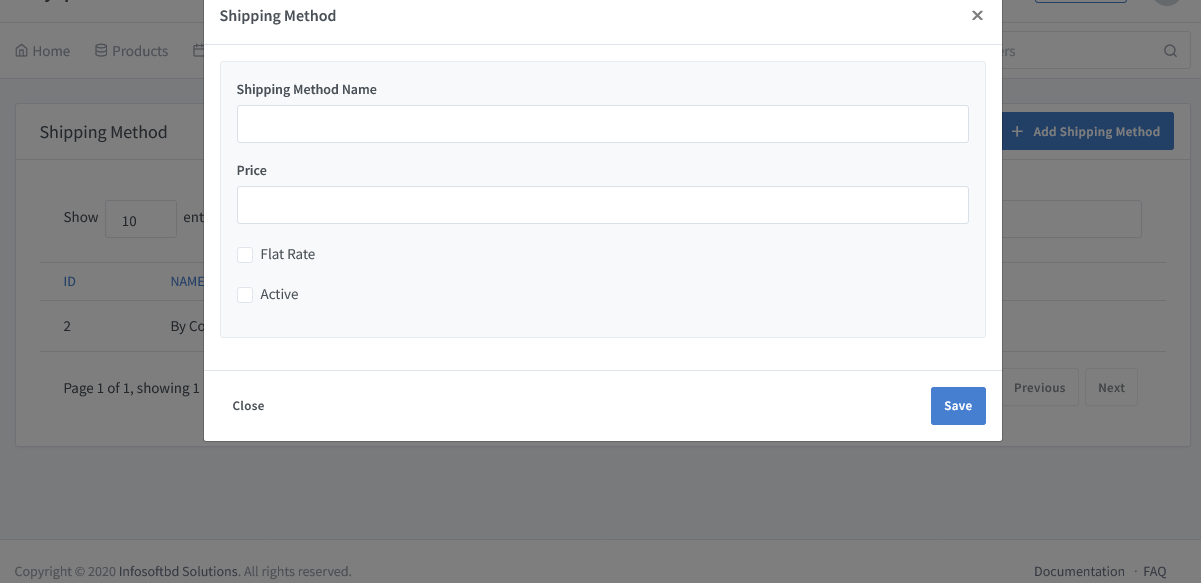 Shipping Method
Home
Products
Shipping Method
Add Shipping Method
Shipping Method Name
Price
Show 10
Flat Rate
Active
ID
NAME
2
By Co
Page 1 of 1, showing 1
Previous
Next
Close
Save
Copyright © 2020 Infosoftbd Solutions. All rights reserved.
Documentation · FAQ